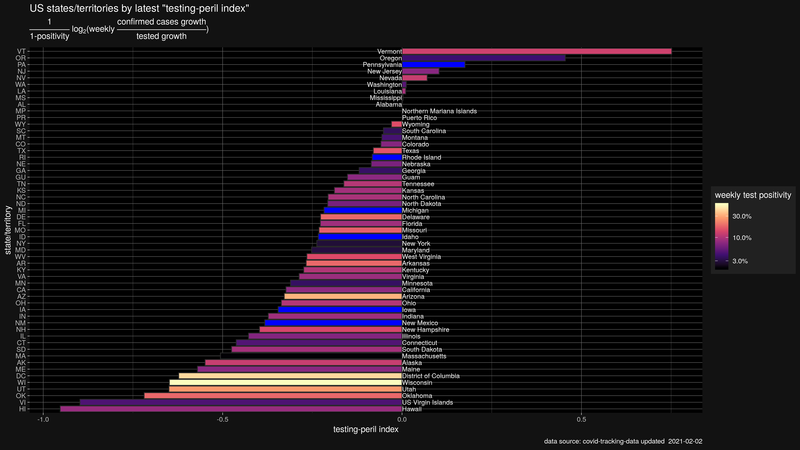 US states/territories by latest "testing-peril index"
1 confirmed cases growth
log2(weekly )
1-positivity tested growth
VT Vermont
OR Oregon
PA Pennsylvania
NJ New Jersey
NV Nevada
WA Washington
LA Louisiana
MS Mississippi
AL Alabama
MP Northern Mariana Islands
PR Puerto Rico
WY Wyoming
SC South Carolina
MT Montana
CO Colorado
TX Texas
RI Rhode Island
NE Nebraska
GA Georgia
GU Guam
TN Tennessee
KS Kansas
NC North Carolina
ND North Dakota
MI Michigan
DE Delaware
FL Florida
MO Missouri
ID Idaho
NY New York
MD Maryland
WV West Virginia
AR Arkansas
KY Kentucky
VA Virginia
MN Minnesota
CA California
AZ Arizona
OH Ohio
IA Iowa
IN Indiana
NM New Mexico
NH New Hampshire
IL Illinois
CT Connecticut
SD South Dakota
MA Massachusetts
AK Alaska
ME Maine
DC District of Columbia
WI Wisconsin
UT Utah
OK Oklahoma
VI US Virgin Islands
HI Hawaii
state/territory
-1.0 -0.5 0.0 0.5
testing-peril index
weekly test positivity
30.0%
10.0%
3.0%
data source: covid-tracking-data updated 2021-02-02